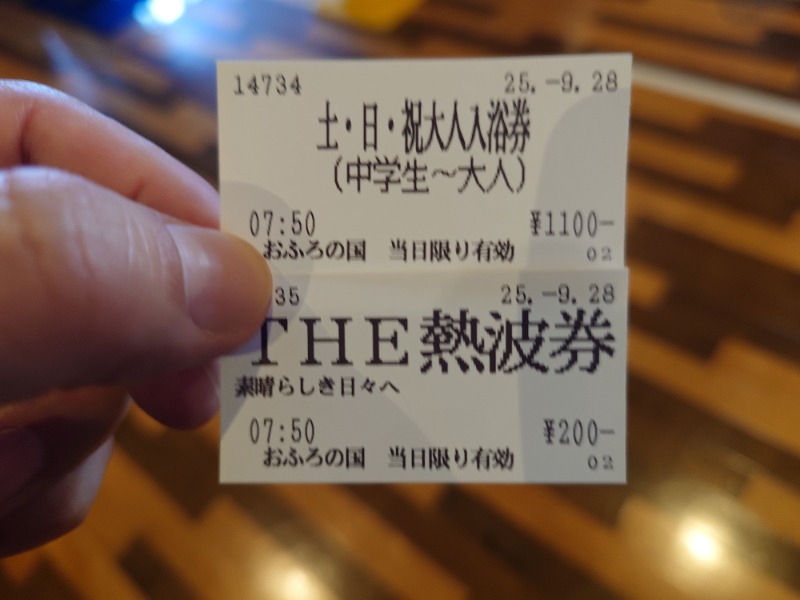 14734 25.-9.28
土・日・祝大人入浴券
(中学生～大人)
07:50 ¥1100-
おふろの国 当日限り有効 02
35 25.-9.28
THE熱波券
素晴らしき日々へ
07:50 ¥200-
おふろの国 当日限り有効 02